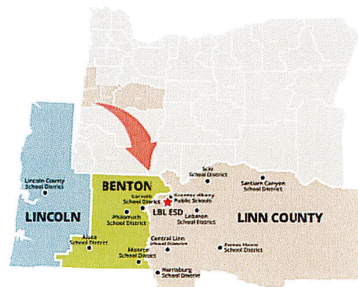 Scio
School District
Santiam Canyon
School District
Lincoln County
School District
BENTON
Corvallis
School District
Greater Albany
Public Schools
LBL ESD
LINCOLN
Philomath
School District
Lebanon
School District
LINN COUNTY
Alsea
School District
Central Linn
School District
Sweet Home
School District
Monroe
School District
Harrisburg
School District